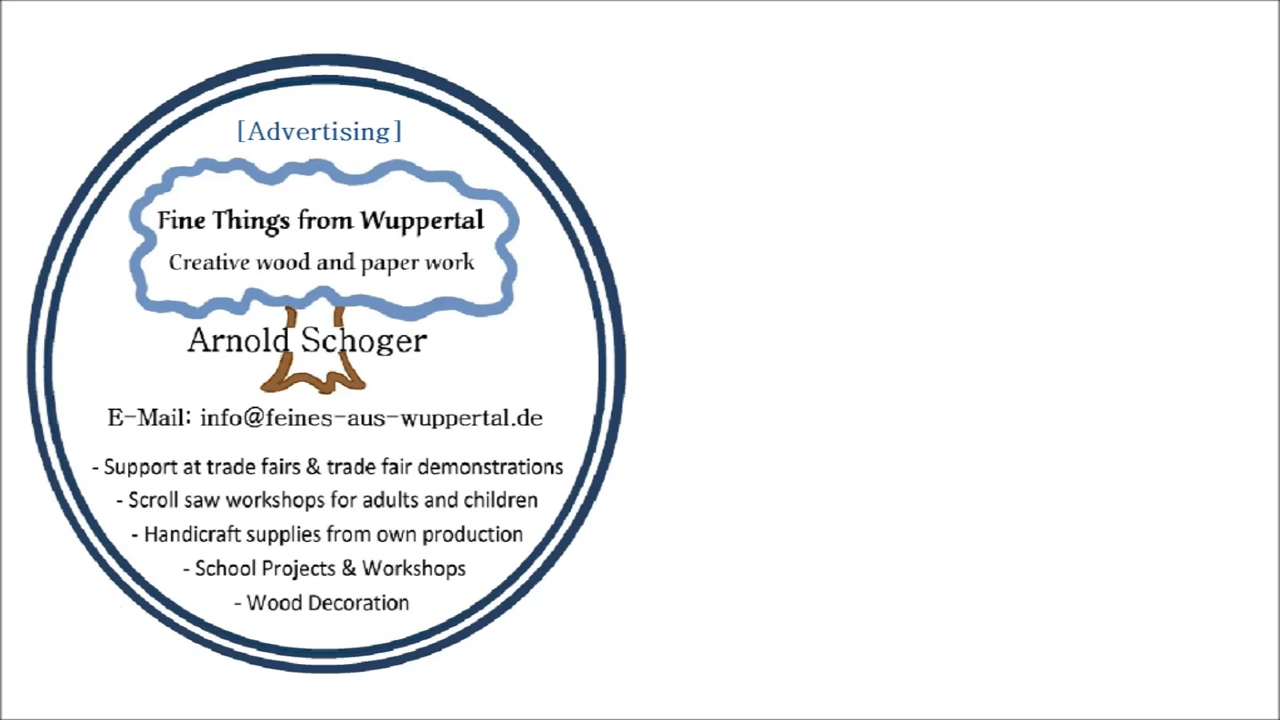 [Advertising]
Fine Things from Wuppertal
Creative wood and paper work
Arnold Schoger
E-Mail: info@feines-aus-wuppertal.de
- Support at trade fairs & trade fair demonstrations
- Scroll saw workshops for adults and children
- Handicraft supplies from own production
- School Projects & Workshops
- Wood Decoration